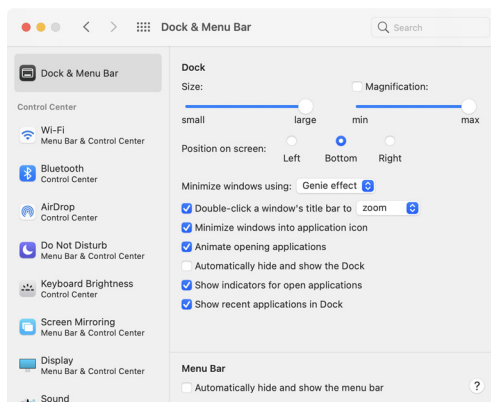 Dock & Menu Bar
Search
Dock & Menu Bar
Control Center
Wi-Fi
Menu Bar & Control Center
Bluetooth
Control Center
AirDrop
Control Center
Do Not Disturb
Menu Bar & Control Center
Keyboard Brightness
Control Center
Screen Mirroring
Menu Bar & Control Center
Display
Menu Bar & Control Center
Sound
Dock
Size:
Magnification:
small large min max
Position on screen:
Left Bottom Right
Minimize windows using: Genie effect
Double-click a window's title bar to zoom
Minimize windows into application icon
Animate opening applications
Automatically hide and show the Dock
Show indicators for open applications
Show recent applications in Dock
Menu Bar
Automatically hide and show the menu bar
?